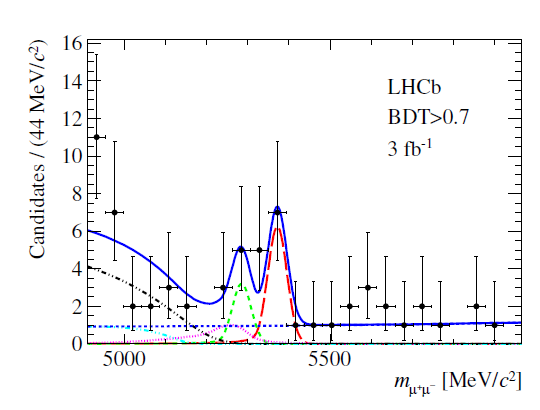 Candidates / (44 MeV/c²)
16
14
12
10
8
6
4
2
0
LHCb
BDT>0.7
3 fb⁻¹
5000 5500
m_μ⁺μ⁻ [MeV/c²]